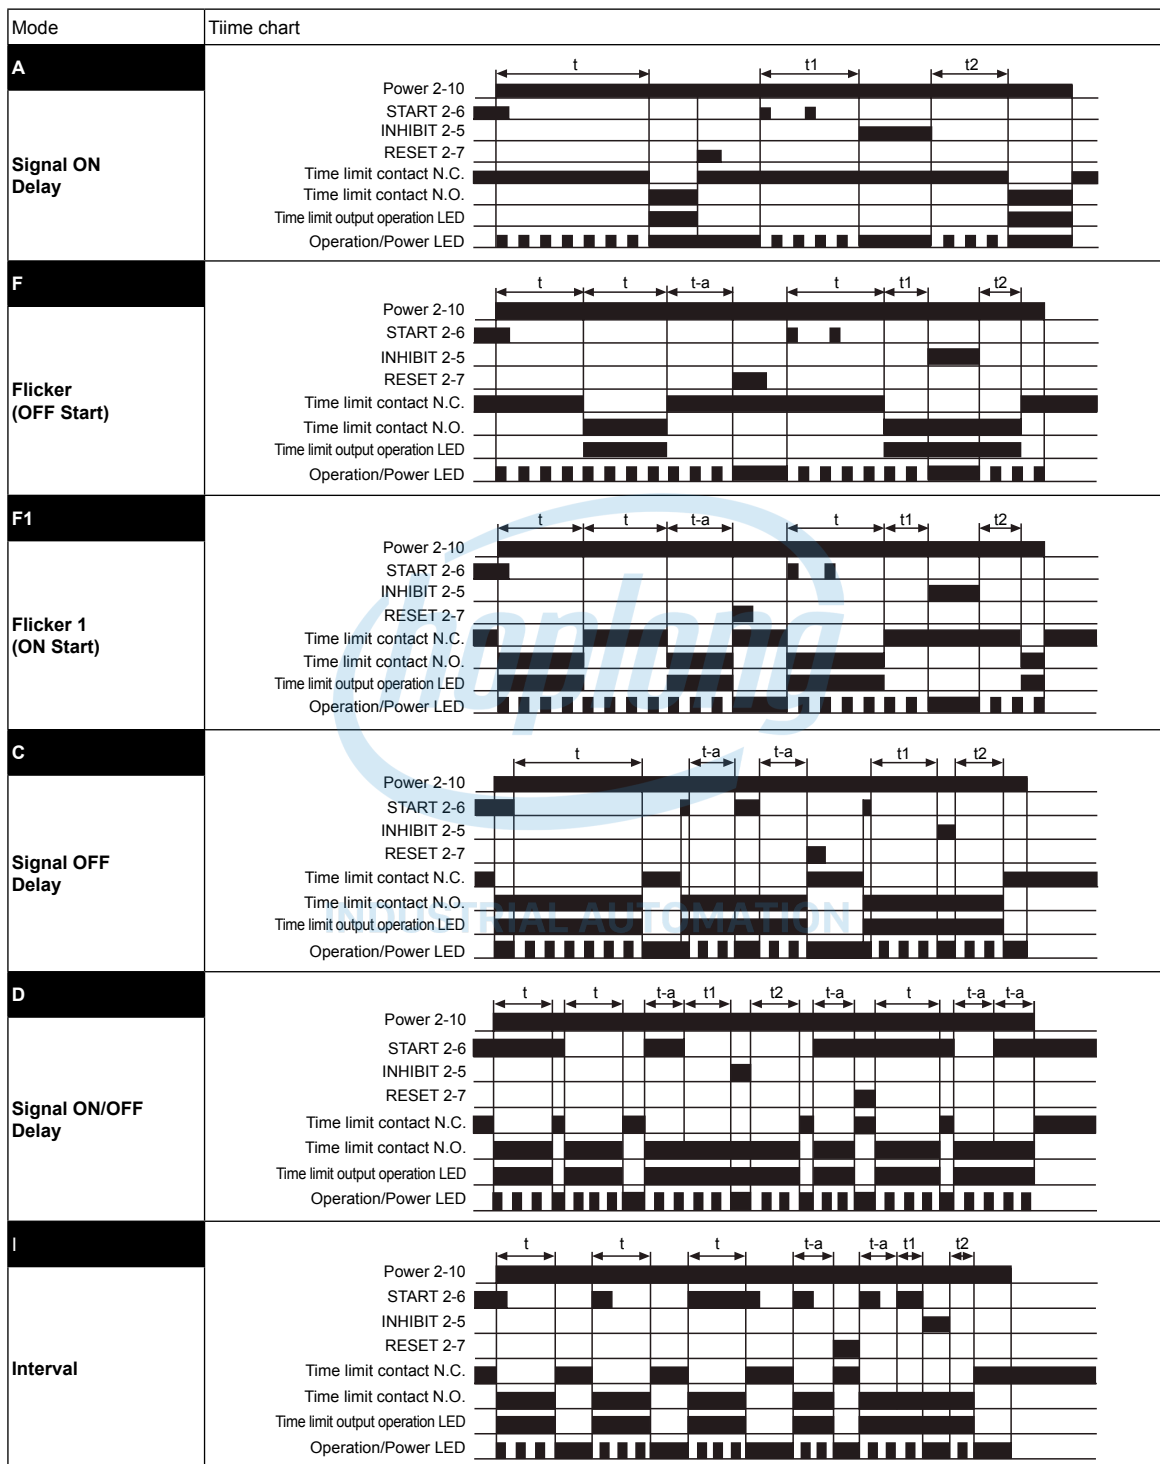 Mode Tiime chart
A
t t1 t2
Power 2-10
START 2-6
INHIBIT 2-5
RESET 2-7
Signal ON
Delay
Time limit contact N.C.
Time limit contact N.O.
Time limit output operation LED
Operation/Power LED
F
t t t-a t t1 t2
Power 2-10
START 2-6
INHIBIT 2-5
RESET 2-7
Flicker
(OFF Start)
Time limit contact N.C.
Time limit contact N.O.
Time limit output operation LED
Operation/Power LED
F1
t t t-a t t1 t2
Power 2-10
START 2-6
INHIBIT 2-5
RESET 2-7
Flicker 1
(ON Start)
Time limit contact N.C.
Time limit contact N.O.
Time limit output operation LED
Operation/Power LED
hoplong
C
t t-a t-a t1 t2
Power 2-10
START 2-6
INHIBIT 2-5
RESET 2-7
Signal OFF
Delay
Time limit contact N.C.
Time limit contact N.O.
Time limit output operation LED
Operation/Power LED
INDUSTRIAL AUTOMATION
D
t t t-a t1 t2 t-a t t-a t-a
Power 2-10
START 2-6
INHIBIT 2-5
RESET 2-7
Signal ON/OFF
Delay
Time limit contact N.C.
Time limit contact N.O.
Time limit output operation LED
Operation/Power LED
I
t t t t-a t-a t1 t2
Power 2-10
START 2-6
INHIBIT 2-5
RESET 2-7
Interval
Time limit contact N.C.
Time limit contact N.O.
Time limit output operation LED
Operation/Power LED